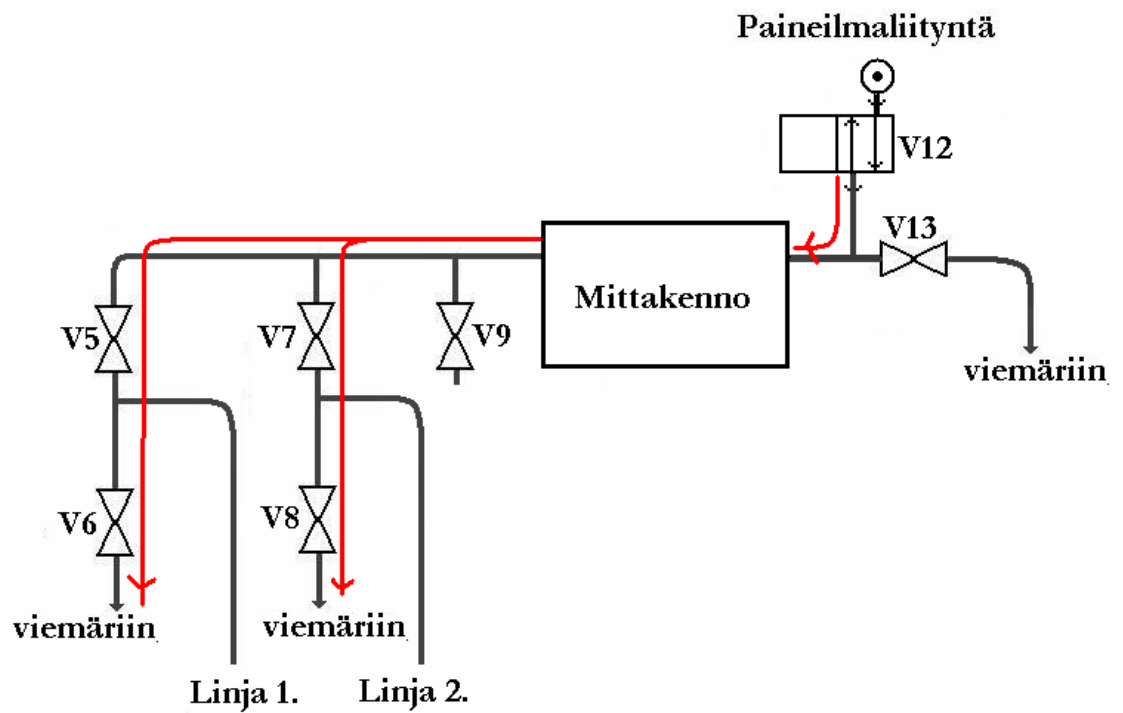 Paineilmaliityntä
V12
V13
Mittakenno
V5
V7
V9
viemäriin
V6
V8
viemäriin
viemäriin
Linja 1.
Linja 2.